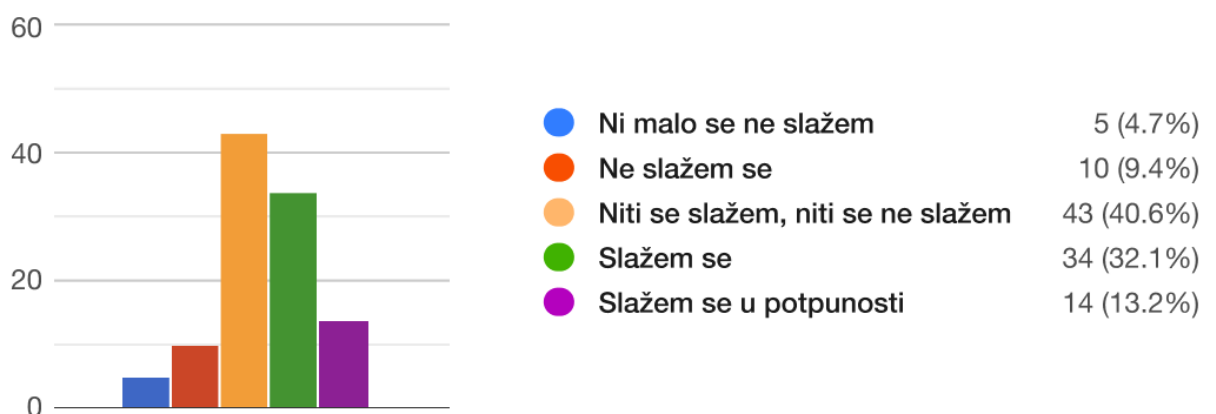 60
40
20
0
Ni malo se ne slažem 5 (4.7%)
Ne slažem se 10 (9.4%)
Niti se slažem, niti se ne slažem 43 (40.6%)
Slažem se 34 (32.1%)
Slažem se u potpunosti 14 (13.2%)